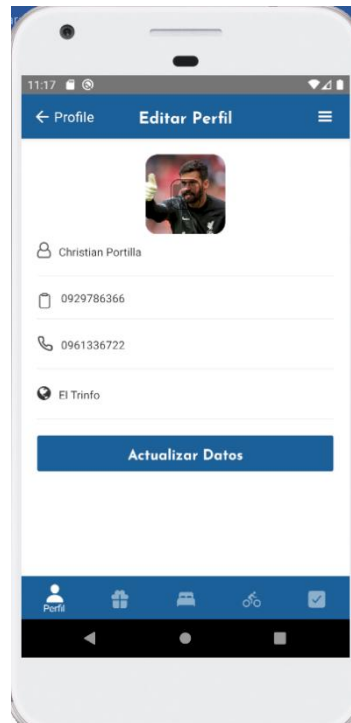 11:17
Profile
Editar Perfil
Christian Portilla
0929786366
0961336722
El Trinfo
Actualizar Datos
Perfil